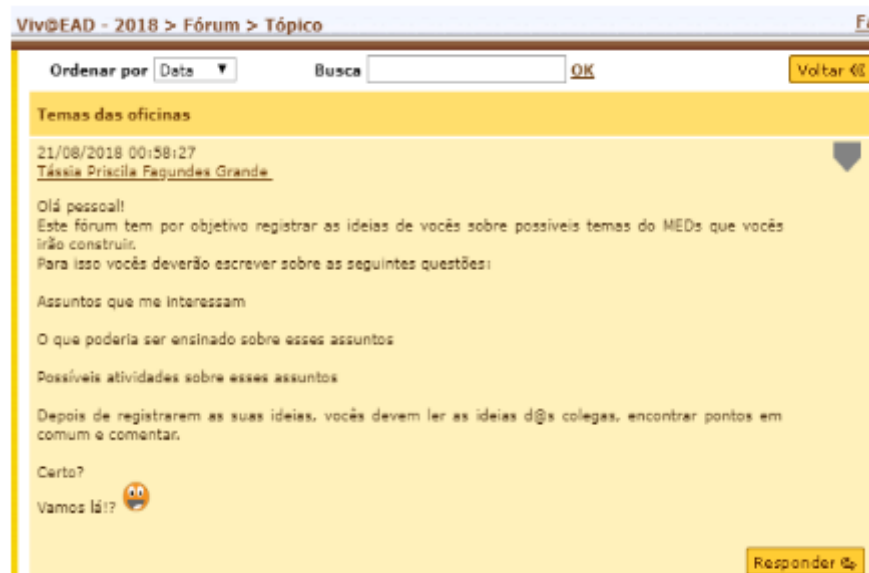 Viv@EAD - 2018 > Fórum > Tópico
Ordenar por Data ▼ Busca OK Voltar
Temas das oficinas
21/08/2018 00:58:27
Tássia Priscila Fagundes Grande
Olá pessoal!
Este fórum tem por objetivo registrar as ideias de vocês sobre possíveis temas do MEDs que vocês
irão construir.
Para isso vocês deverão escrever sobre as seguintes questões:
Assuntos que me interessam
O que poderia ser ensinado sobre esses assuntos
Possíveis atividades sobre esses assuntos
Depois de registrarem as suas ideias, vocês devem ler as ideias d@s colegas, encontrar pontos em
comum e comentar.
Certo?
Vamos lá!?
Responder